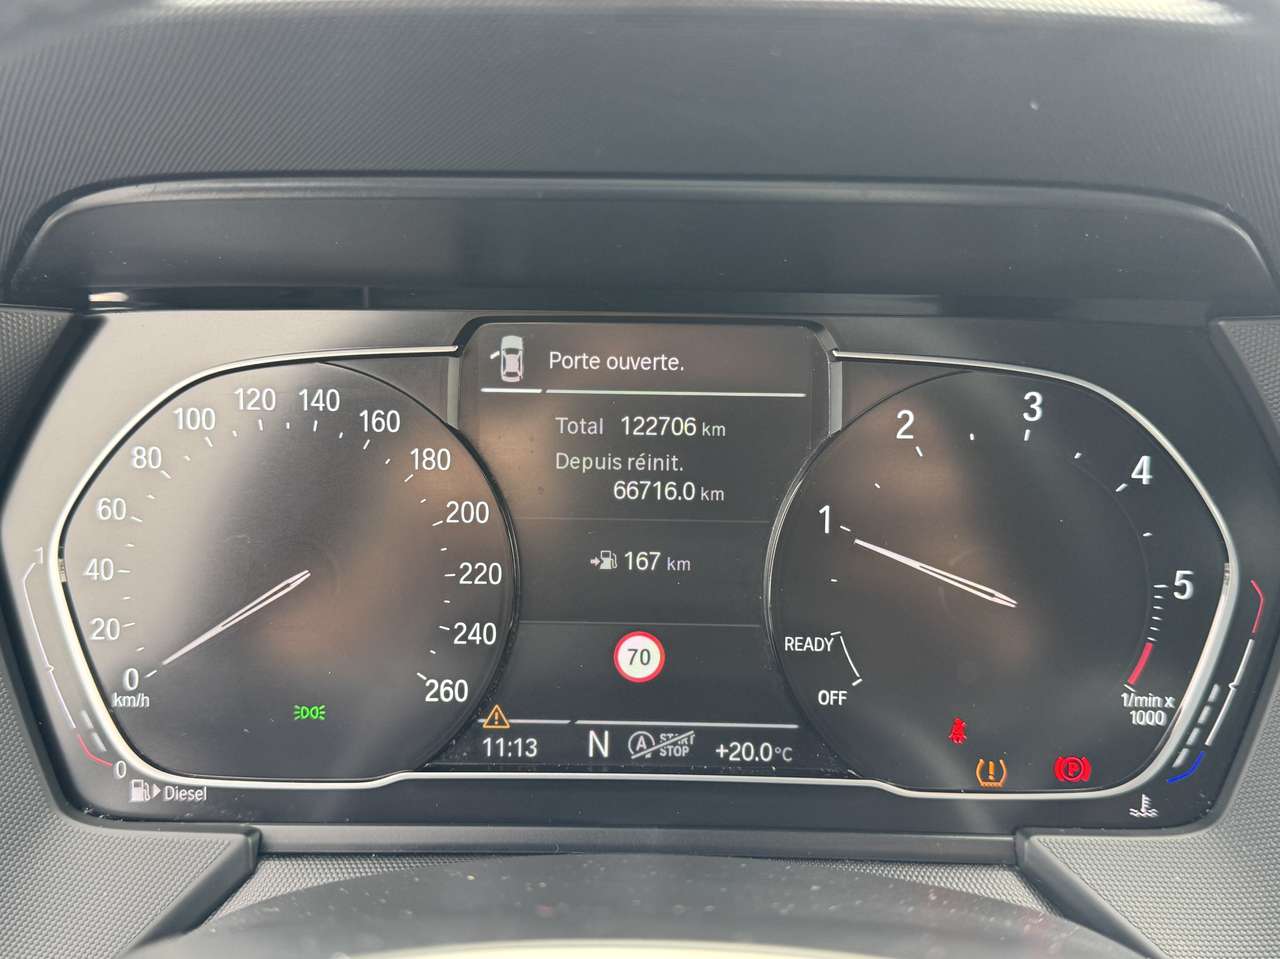 Porte ouverte.
Total 122706 km
Depuis réinit.
66716.0 km
167 km
70
11:13 N A START STOP +20.0°C
0
20
40
60
80
100
120
140
160
180
200
220
240
260
km/h
1
0
Diesel
OFF
READY
1
2
3
4
5
1/min x
1000
P